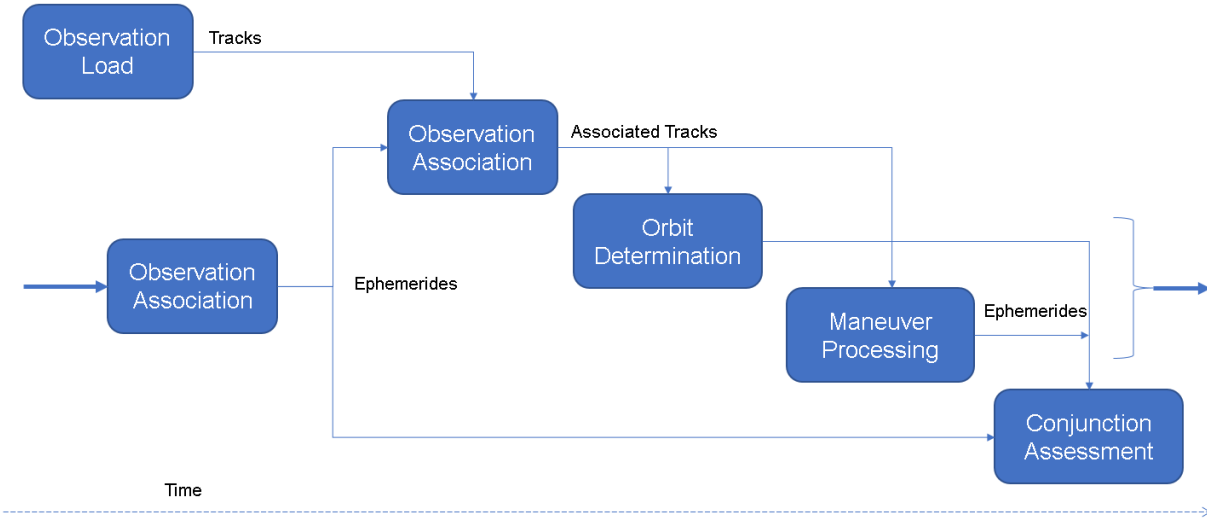 Observation
Load
Tracks
Observation
Association
Associated Tracks
Orbit
Determination
Observation
Association
Ephemerides
Maneuver
Processing
Ephemerides
Conjunction
Assessment
Time